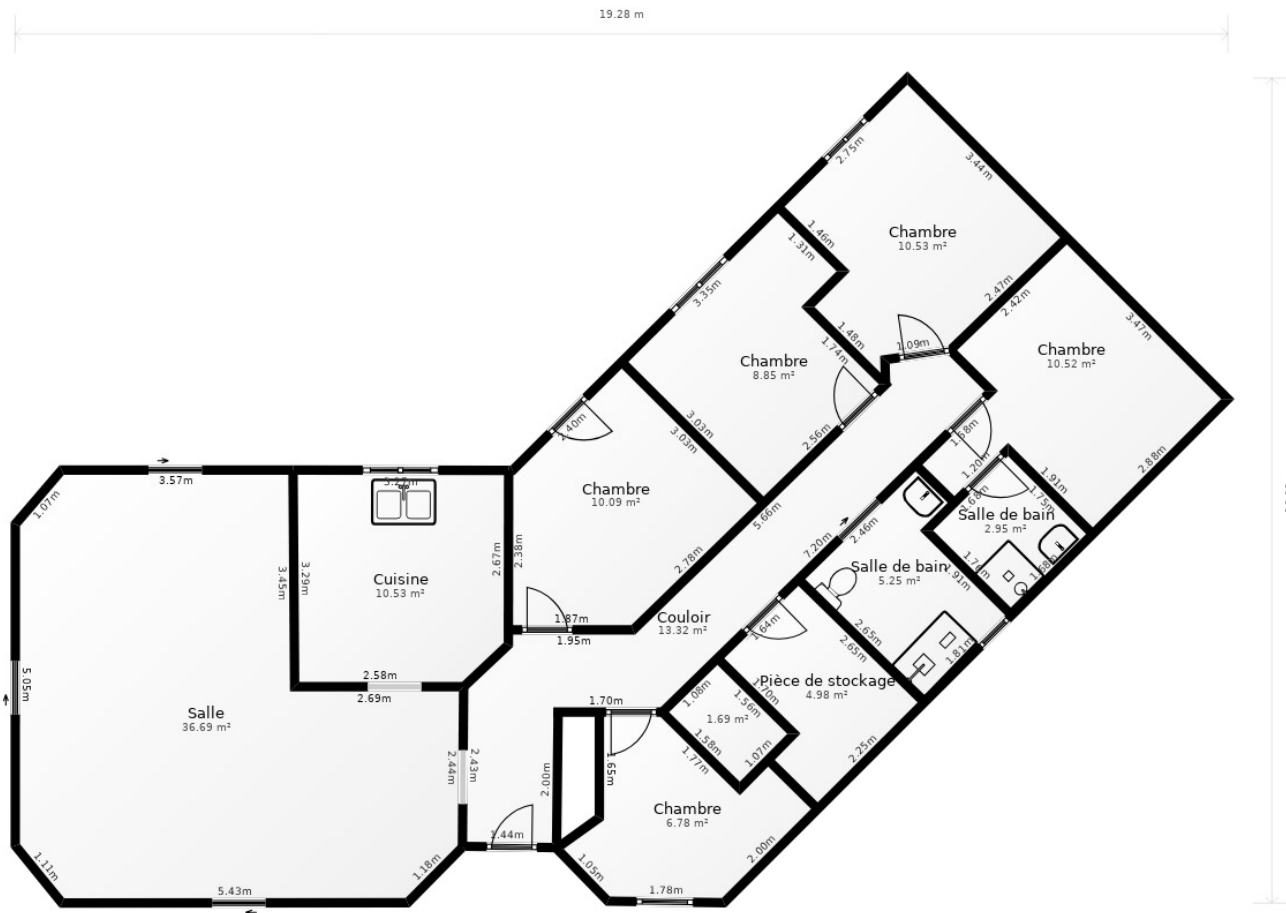 19.28 m
2.75m
3.44m
1.46m
1.31m
Chambre
10.53 m²
2.47m
2.42m
3.35m
3.47m
1.48m
1.09m
1.74m
Chambre
10.52 m²
Chambre
8.85 m²
3.03m
3.03m
2.56m
1.20m
2.88m
1.07m
3.57m
Chambre
10.09 m²
5.66m
1.91m
1.75m
1.68m
Salle de bain
2.95 m²
2.46m
7.20m
2.38m
2.67m
3.45m
3.29m
Cuisine
10.53 m²
2.78m
Salle de bain
5.25 m²
1.91m
1.68m
1.87m
1.95m
Couloir
13.32 m²
1.64m
2.65m
2.65m
1.81m
5.05m
2.58m
2.69m
Pièce de stockage
4.98 m²
1.08m
1.70m
1.56m
1.70m
1.69 m²
Salle
36.69 m²
1.58m
1.77m
1.07m
2.25m
2.44m
2.43m
2.00m
1.65m
Chambre
6.78 m²
1.44m
1.11m
1.18m
1.05m
2.00m
5.43m
1.78m